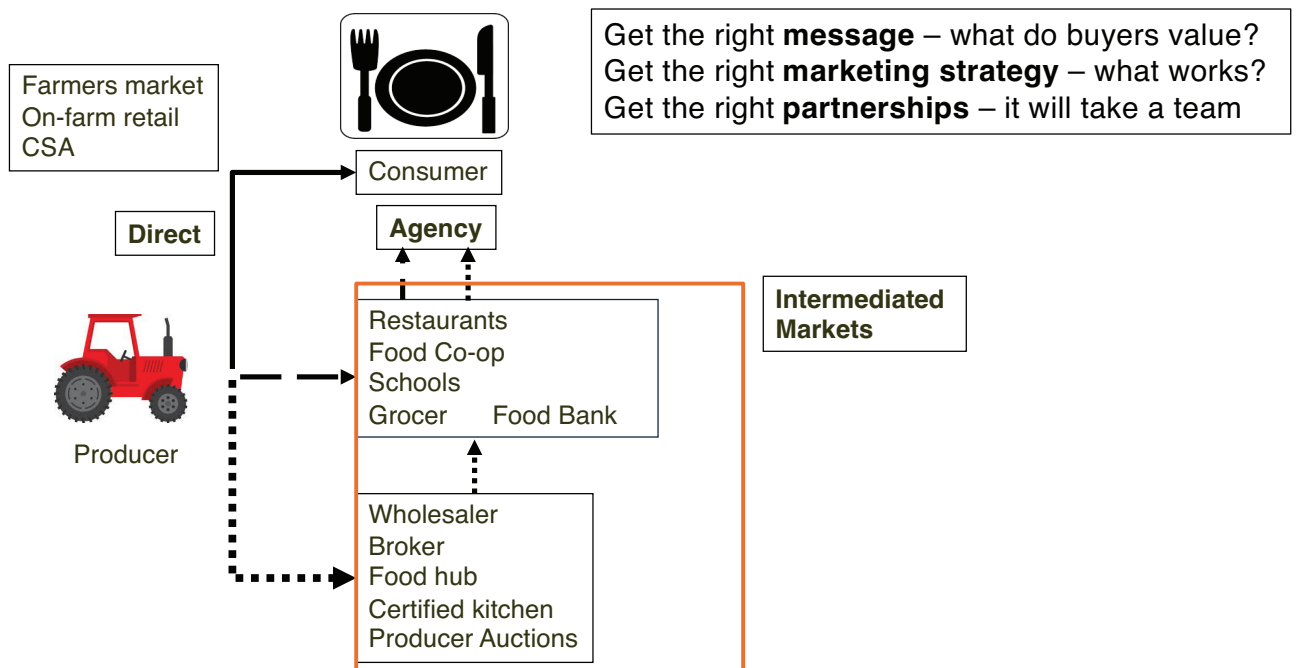 Farmers market
On-farm retail
CSA
Get the right message – what do buyers value?
Get the right marketing strategy – what works?
Get the right partnerships – it will take a team
Consumer
Direct
Agency
Intermediated
Markets
Restaurants
Food Co-op
Schools
Grocer Food Bank
Producer
Wholesaler
Broker
Food hub
Certified kitchen
Producer Auctions